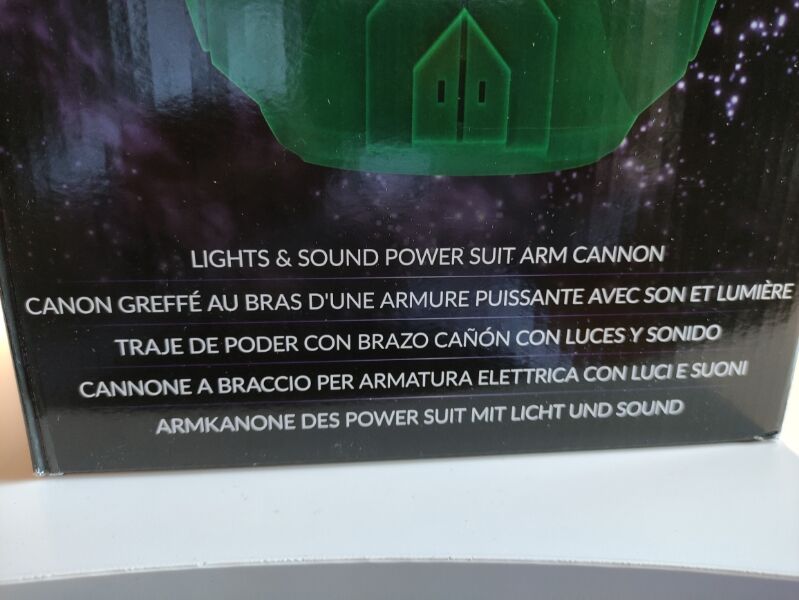 LIGHTS & SOUND POWER SUIT ARM CANNON
CANON GREFFÉ AU BRAS D'UNE ARMURE PUISSANTE AVEC SON ET LUMIÈRE
TRAJE DE PODER CON BRAZO CAÑÓN CON LUCES Y SONIDO
CANNONE A BRACCIO PER ARMATURA ELETTRICA CON LUCI E SUONI
ARMKANONE DES POWER SUIT MIT LICHT UND SOUND